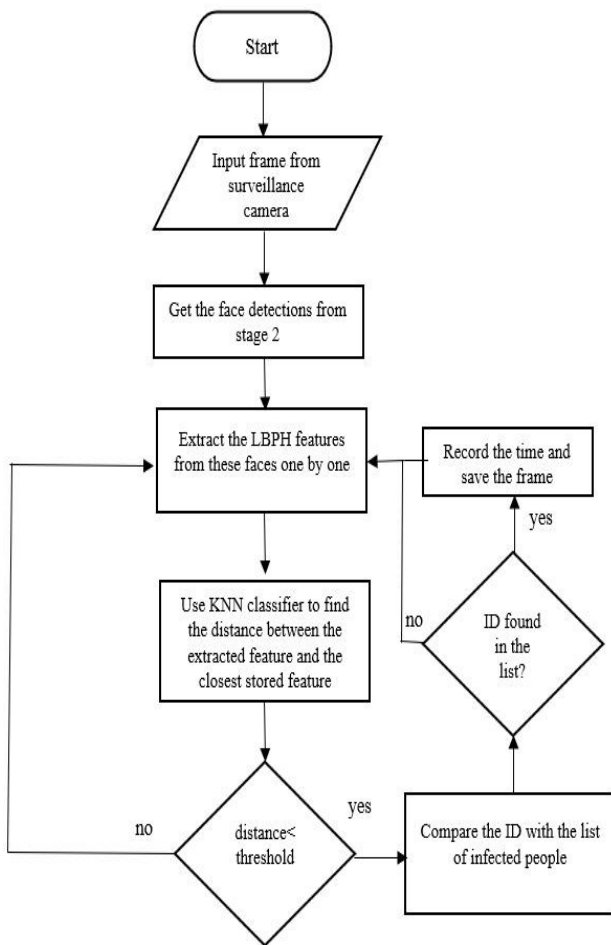 Start
Input frame from
surveillance
camera
Get the face detections from
stage 2
Extract the LBPH features
from these faces one by one
Use KNN classifier to find
the distance between the
extracted feature and the
closest stored feature
distance<
threshold
no
yes
Compare the ID with the list
of infected people
ID found
in the
list?
no
yes
Record the time and
save the frame